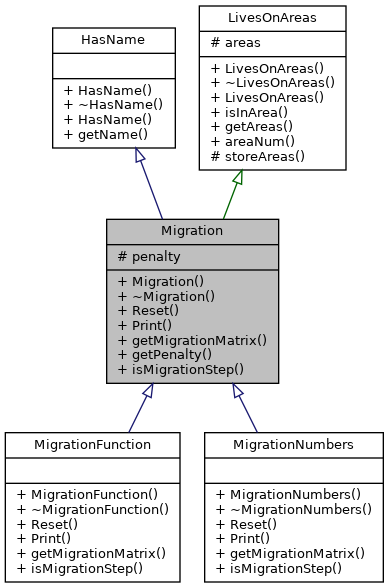 HasName
+ HasName()
+ ~HasName()
+ HasName()
+ getName()
LivesOnAreas
# areas
+ LivesOnAreas()
+ ~LivesOnAreas()
+ LivesOnAreas()
+ isInArea()
+ getAreas()
+ areaNum()
# storeAreas()
Migration
# penalty
+ Migration()
+ ~Migration()
+ Reset()
+ Print()
+ getMigrationMatrix()
+ getPenalty()
+ isMigrationStep()
MigrationFunction
+ MigrationFunction()
+ ~MigrationFunction()
+ Reset()
+ Print()
+ getMigrationMatrix()
+ isMigrationStep()
MigrationNumbers
+ MigrationNumbers()
+ ~MigrationNumbers()
+ Reset()
+ Print()
+ getMigrationMatrix()
+ isMigrationStep()